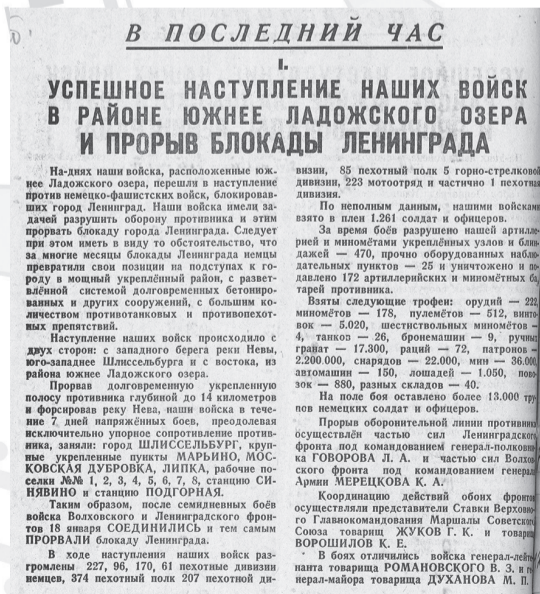 В ПОСЛЕДНИЙ ЧАС
I.
УСПЕШНОЕ НАСТУПЛЕНИЕ НАШИХ ВОЙСК
В РАЙОНЕ ЮЖНЕЕ ЛАДОЖСКОГО ОЗЕРА
И ПРОРЫВ БЛОКАДЫ ЛЕНИНГРАДА
На-днях наши войска, расположенные юж-
нее Ладожского озера, перешли в наступление
против немецко-фашистских войск, блокировав-
ших город Ленинград. Наши войска имели за-
дачей разрушить оборону противника и этим
прорвать блокаду города Ленинграда. Следует
при этом иметь в виду то обстоятельство, что
за многие месяцы блокады Ленинграда немцы
превратили свои позиции на подступах к го-
роду в мощный укреплённый район, с развет-
влённой системой долговременных бетониро-
ванных и других сооружений, с большим ко-
личеством противотанковых и противопехот-
ных препятствий.
Наступление наших войск происходило с
двух сторон: с западного берега реки Невы,
юго-западнее Шлиссельбурга и с востока, из
района южнее Ладожского озера.
Прорвав долговременную укрепленную
полосу противника глубиной до 14 километров
и форсировав реку Нева, наши войска в тече-
ние 7 дней напряжённых боев, преодолевая
исключительно упорное сопротивление против-
ника, заняли: город ШЛИССЕЛЬБУРГ, круп-
ные укрепленные пункты МАРЬИНО, МОС-
КОВСКАЯ ДУБРОВКА, ЛИПКА, рабочие по-
селки №№ 1, 2, 3, 4, 5, 6, 7, 8, станцию СИ-
НЯВИНО и станцию ПОДГОРНАЯ.
Таким образом, после семидневных боёв
войска Волховского и Ленинградского фрон-
тов 18 января СОЕДИНИЛИСЬ и тем самым
ПРОРВАЛИ блокаду Ленинграда.
В ходе наступления наших войск раз-
громлены 227, 96, 170, 61 пехотные дивизии
немцев, 374 пехотный полк 207 пехотной ди-
визии, 85 пехотный полк 5 горно-стрелковой
дивизии, 223 мотоотряд и частично 1 пехотная
дивизия.
По неполным данным, нашими войсками
взято в плен 1.261 солдат и офицеров.
За время боёв разрушено нашей артилле-
рией и миномётами укреплённых узлов и блин-
дажей — 470, прочно оборудованных наблю-
дательных пунктов — 25 и уничтожено и по-
давлено 172 артиллерийских и миномётных ба-
тарей противника.
Взяты следующие трофеи: орудий — 222,
миномётов — 178, пулемётов — 512, винто-
вок — 5.020, шестиствольных миномётов —
4, танков — 26, бронемашин — 9, ручных
гранат — 17.300, раций — 72, патронов —
2.200.000, снарядов — 22.000, мин — 36.000,
автомашин — 150, лошадей — 1.050, пово-
зок — 880, разных складов — 40.
На поле боя оставлено более 13.000 тру-
пов немецких солдат и офицеров.
Прорыв оборонительной линии противника
осуществлён частью сил Ленинградского
фронта под командованием генерал-полковни-
ка ГОВОРОВА Л. А. и частью сил Волхов-
ского фронта под командованием генерала
Армии МЕРЕЦКОВА К. А.
Координацию действий обоих фронтов
осуществляли представители Ставки Верховно-
го Главнокомандования Маршалы Советского
Союза товарищ ЖУКОВ Г. К. и товарищ
ВОРОШИЛОВ К. Е.
В боях отличились войска генерал-лейте-
нанта товарища РОМАНОВСКОГО В. З. и ге-
нерал-майора товарища ДУХАНОВА М. П.